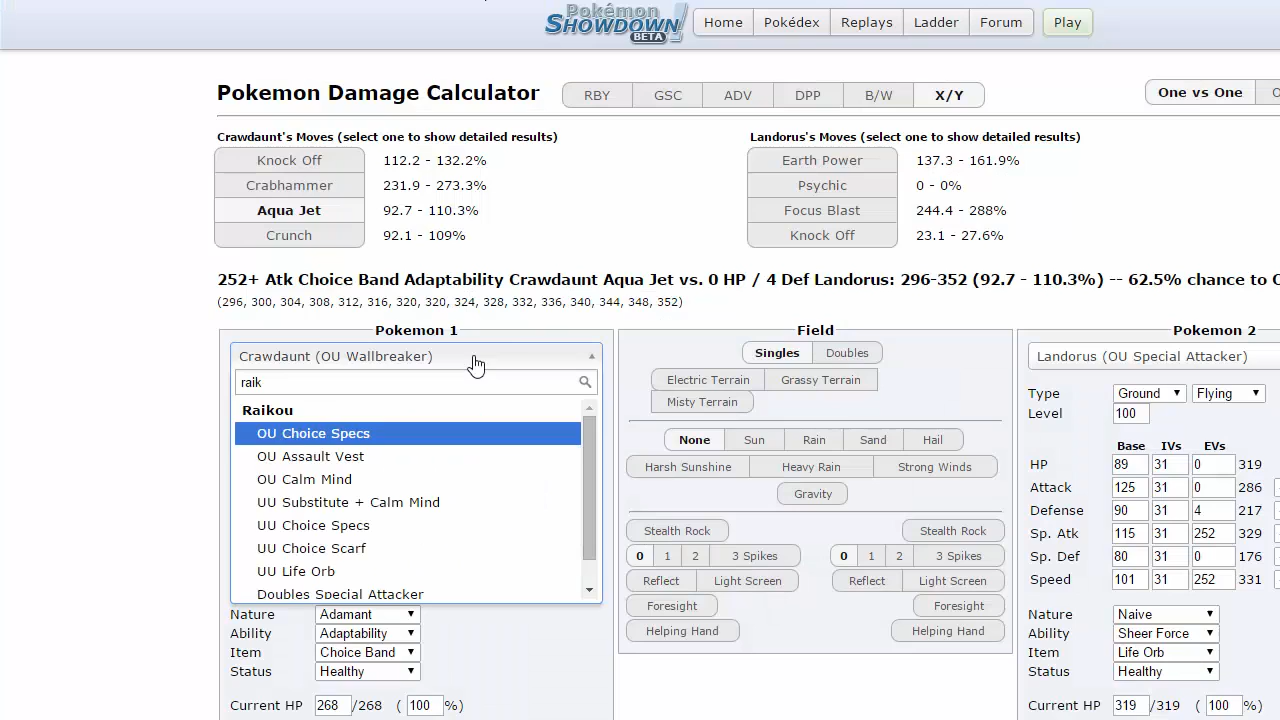 Pokémon
SHOWDOWN
BETA
Home Pokédex Replays Ladder Forum Play
Pokemon Damage Calculator RBY GSC ADV DPP B/W X/Y One vs One
Crawdaunt's Moves (select one to show detailed results) Landorus's Moves (select one to show detailed results)
Knock Off 112.2 - 132.2% Earth Power 137.3 - 161.9%
Crabhammer 231.9 - 273.3% Psychic 0 - 0%
Aqua Jet 92.7 - 110.3% Focus Blast 244.4 - 288%
Crunch 92.1 - 109% Knock Off 23.1 - 27.6%
252+ Atk Choice Band Adaptability Crawdaunt Aqua Jet vs. 0 HP / 4 Def Landorus: 296-352 (92.7 - 110.3%) -- 62.5% chance to O
(296, 300, 304, 308, 312, 316, 320, 320, 324, 328, 332, 336, 340, 344, 348, 352)
Pokemon 1
Crawdaunt (OU Wallbreaker)
raik
Raikou
OU Choice Specs
OU Assault Vest
OU Calm Mind
UU Substitute + Calm Mind
UU Choice Specs
UU Choice Scarf
UU Life Orb
Doubles Special Attacker
Nature Adamant
Ability Adaptability
Item Choice Band
Status Healthy
Current HP 268 /268 ( 100 %)
Field
Singles Doubles
Electric Terrain Grassy Terrain
Misty Terrain
None Sun Rain Sand Hail
Harsh Sunshine Heavy Rain Strong Winds
Gravity
Stealth Rock Stealth Rock
0 1 2 3 Spikes 0 1 2 3 Spikes
Reflect Light Screen Reflect Light Screen
Foresight Foresight
Helping Hand Helping Hand
Pokemon 2
Landorus (OU Special Attacker)
Type Ground Flying
Level 100
Base IVs EVs
HP 89 31 0 319
Attack 125 31 0 286
Defense 90 31 4 217
Sp. Atk 115 31 252 329
Sp. Def 80 31 0 176
Speed 101 31 252 331
Nature Naive
Ability Sheer Force
Item Life Orb
Status Healthy
Current HP 319 /319 ( 100 %)